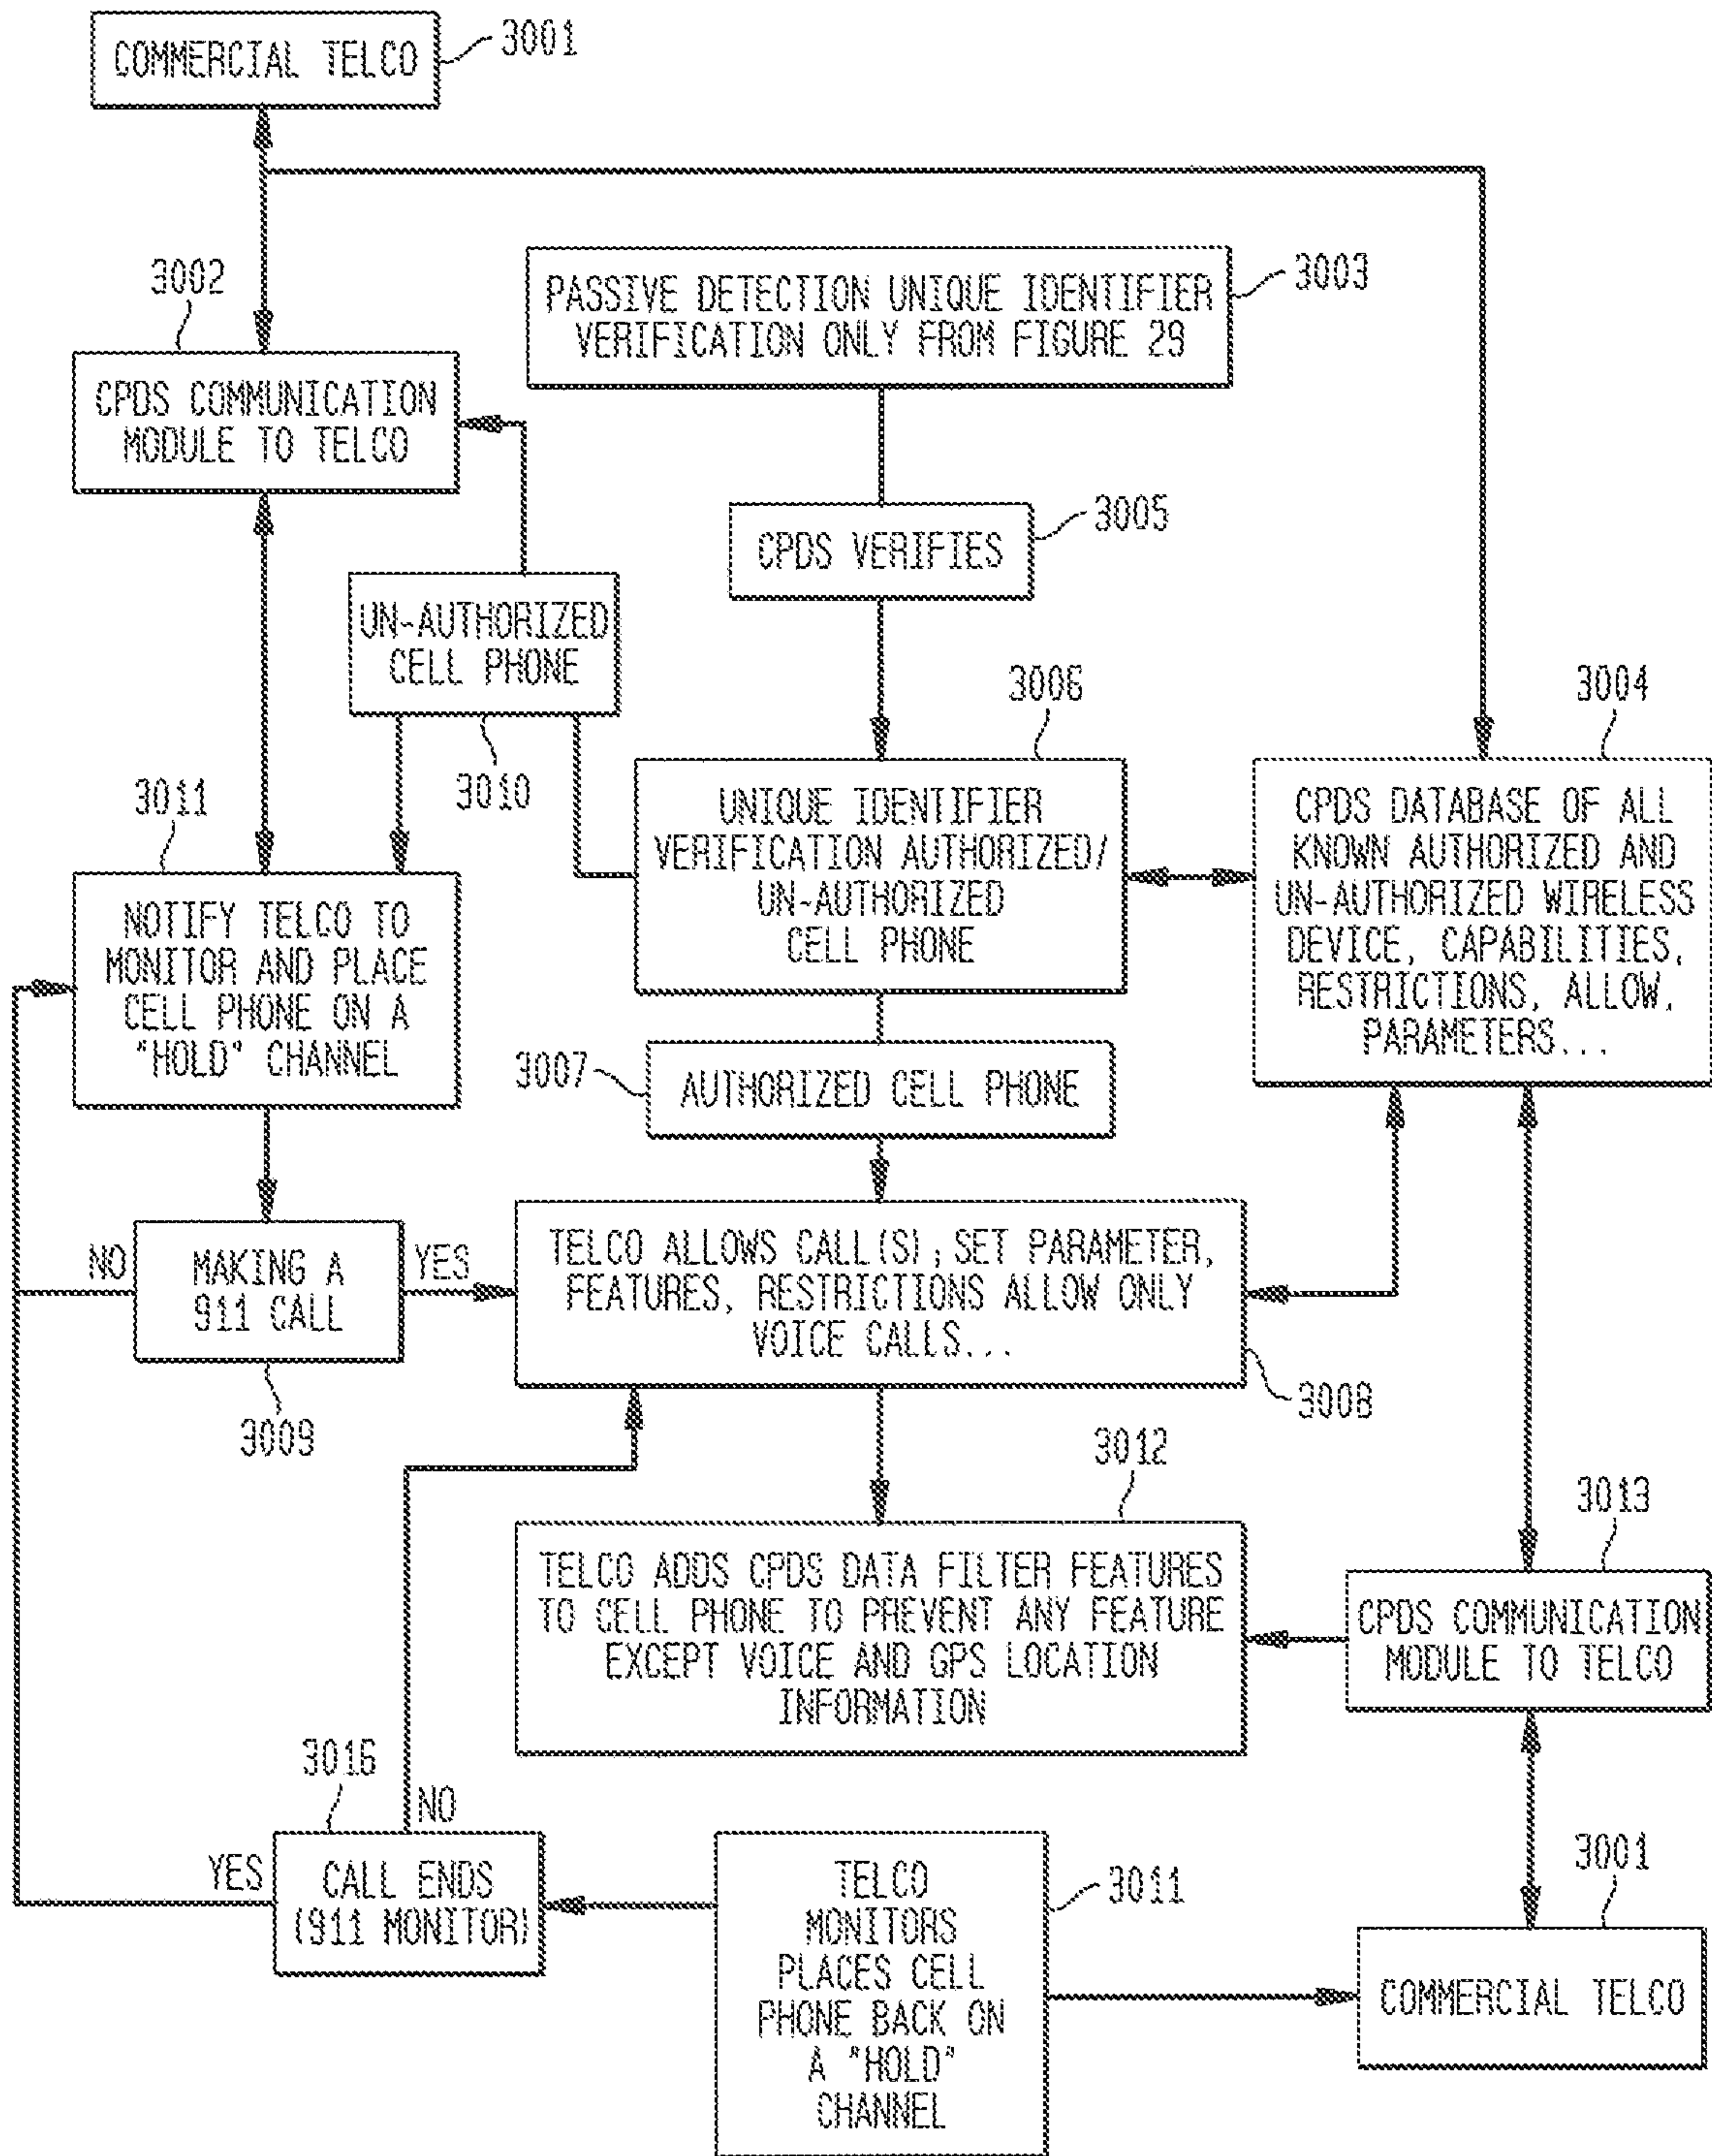 COMMERCIAL TELCO
3001
3002
CPDS COMMUNICATION
MODULE TO TELCO
PASSIVE DETECTION UNIQUE IDENTIFIER
VERIFICATION ONLY FROM FIGURE 29
3003
CPDS VERIFIES
3005
UN-AUTHORIZED
CELL PHONE
3010
3006
UNIQUE IDENTIFIER
VERIFICATION AUTHORIZED/
UN-AUTHORIZED
CELL PHONE
3004
CPDS DATABASE OF ALL
KNOWN AUTHORIZED AND
UN-AUTHORIZED WIRELESS
DEVICE, CAPABILITIES,
RESTRICTIONS, ALLOW,
PARAMETERS...
3011
NOTIFY TELCO TO
MONITOR AND PLACE
CELL PHONE ON A
"HOLD" CHANNEL
3007
AUTHORIZED CELL PHONE
NO
MAKING A
911 CALL
YES
3009
TELCO ALLOWS CALL(S); SET PARAMETER,
FEATURES, RESTRICTIONS ALLOW ONLY
VOICE CALLS...
3008
3012
TELCO ADDS CPDS DATA FILTER FEATURES
TO CELL PHONE TO PREVENT ANY FEATURE
EXCEPT VOICE AND GPS LOCATION
INFORMATION
3013
CPDS COMMUNICATION
MODULE TO TELCO
3016
NO
YES
CALL ENDS
(911 MONITOR)
TELCO
MONITORS
PLACES CELL
PHONE BACK ON
A "HOLD"
CHANNEL
3011
3001
COMMERCIAL TELCO